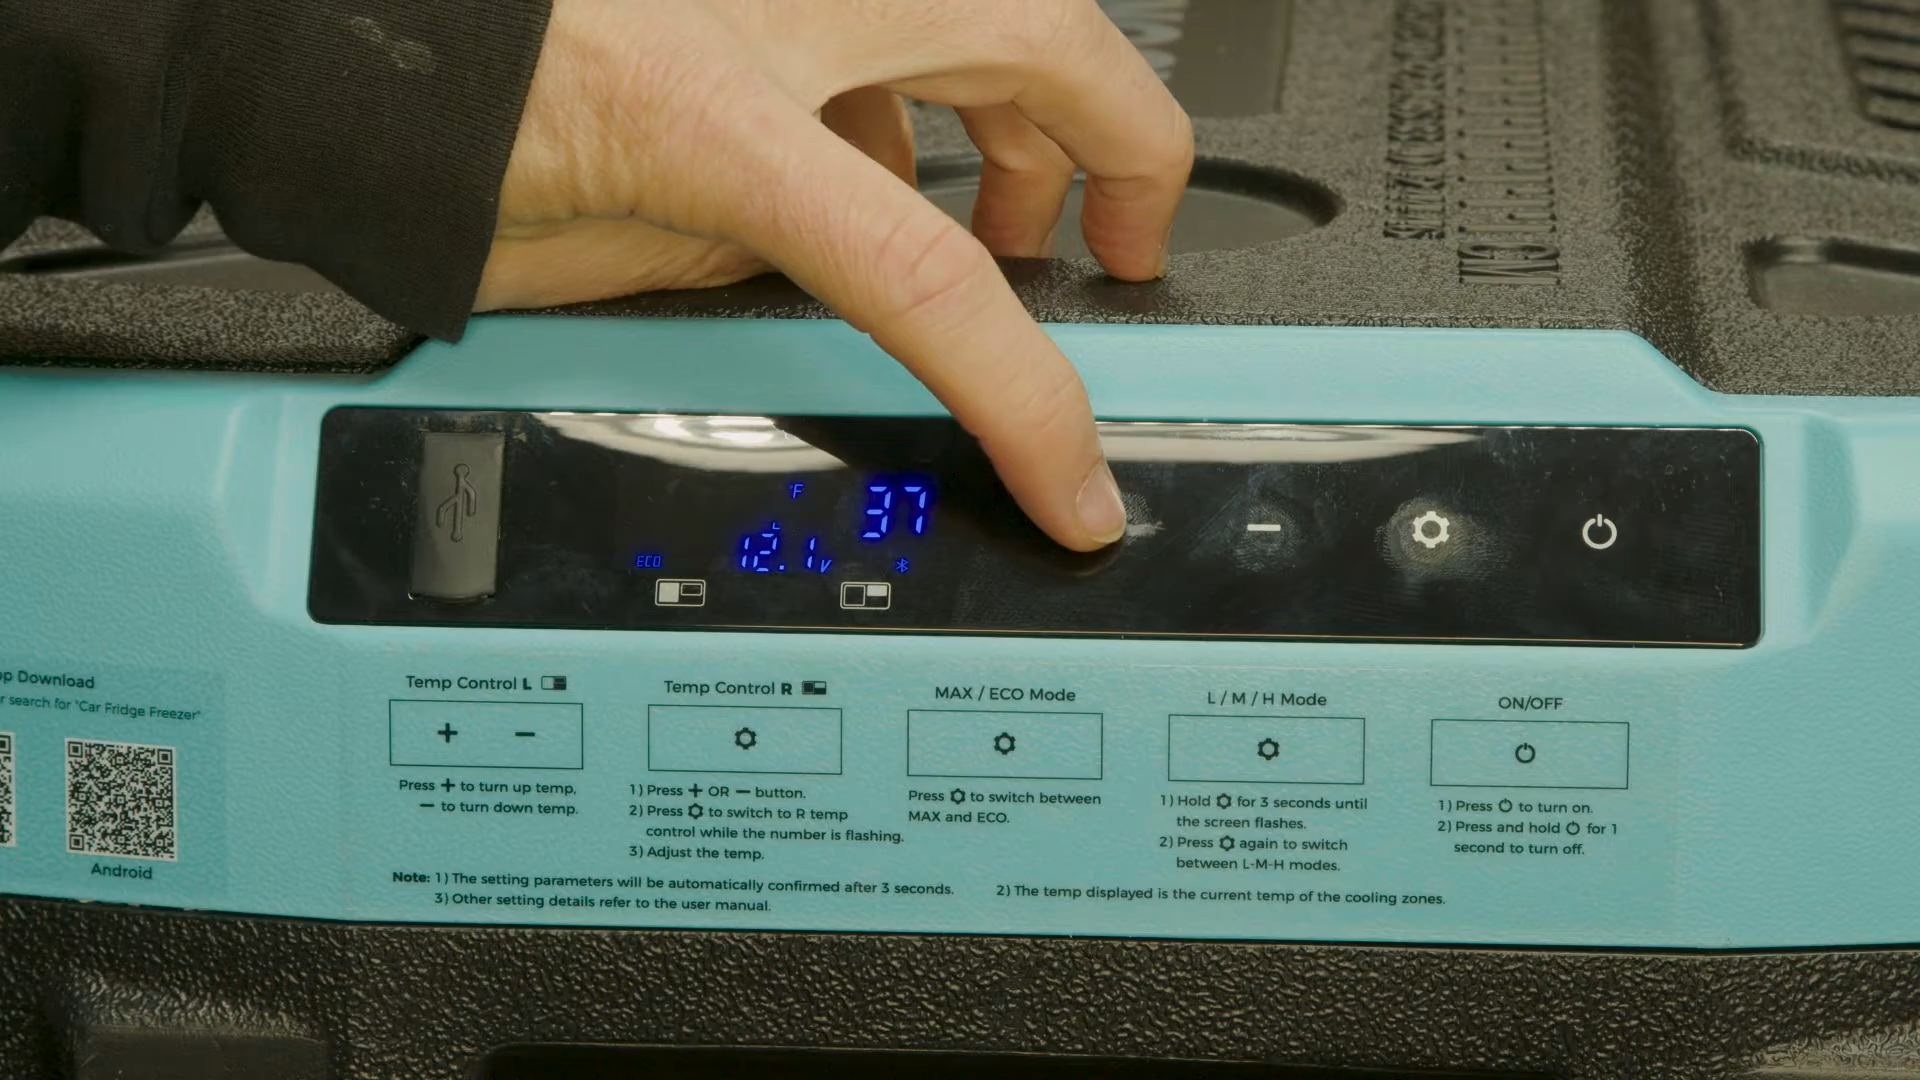 CM
°F
37
L
ECO
12.1V
pp Download
r search for "Car Fridge Freezer"
Android
Temp Control L
+ −
Press + to turn up temp,
− to turn down temp.
Temp Control R
1) Press + OR − button.
2) Press to switch to R temp
control while the number is flashing.
3) Adjust the temp.
MAX / ECO Mode
Press to switch between
MAX and ECO.
L / M / H Mode
1) Hold for 3 seconds until
the screen flashes.
2) Press again to switch
between L-M-H modes.
ON/OFF
1) Press to turn on.
2) Press and hold for 1
second to turn off.
Note: 1) The setting parameters will be automatically confirmed after 3 seconds.
2) The temp displayed is the current temp of the cooling zones.
3) Other setting details refer to the user manual.